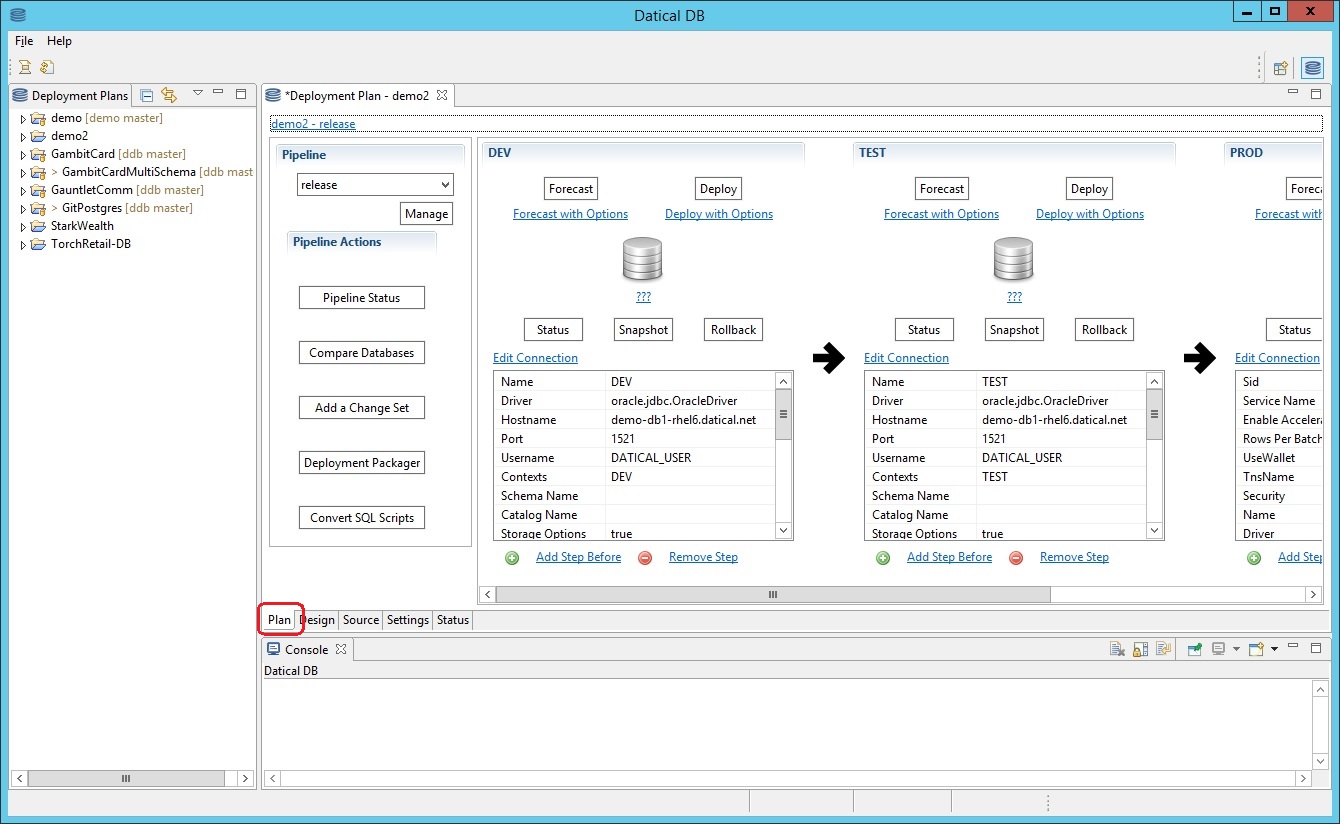 Datical DB
File Help
Deployment Plans
demo [demo master]
demo2
GambitCard [ddb master]
> GambitCardMultiSchema [ddb mast
GauntletComm [ddb master]
> GitPostgres [ddb master]
StarkWealth
TorchRetail-DB
*Deployment Plan - demo2
demo2 - release
Pipeline
release
Manage
Pipeline Actions
Pipeline Status
Compare Databases
Add a Change Set
Deployment Packager
Convert SQL Scripts
DEV
Forecast Deploy
Forecast with Options Deploy with Options
???
Status Snapshot Rollback
Edit Connection
Name DEV
Driver oracle.jdbc.OracleDriver
Hostname demo-db1-rhel6.datical.net
Port 1521
Username DATICAL_USER
Contexts DEV
Schema Name
Catalog Name
Storage Options true
Add Step Before Remove Step
TEST
Forecast Deploy
Forecast with Options Deploy with Options
???
Status Snapshot Rollback
Edit Connection
Name TEST
Driver oracle.jdbc.OracleDriver
Hostname demo-db1-rhel6.datical.net
Port 1521
Username DATICAL_USER
Contexts TEST
Schema Name
Catalog Name
Storage Options true
Add Step Before Remove Step
PROD
Foreca
Forecast with
Status
Edit Connection
Sid
Service Name
Enable Accelera
Rows Per Batch
UseWallet
TnsName
Security
Name
Driver
Add Step
Plan Design Source Settings Status
Console
Datical DB